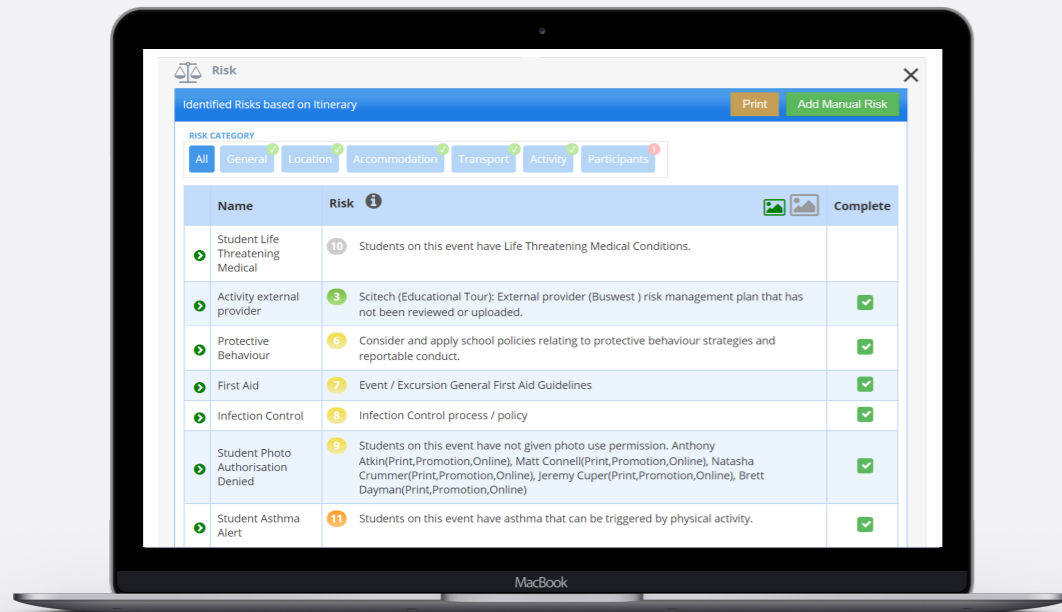 Risk
Identified Risks based on Itinerary
Print
Add Manual Risk
RISK CATEGORY
All
General
Location
Accommodation
Transport
Activity
Participants
1
Name
Risk
Complete
Student Life
Threatening
Medical
10
Students on this event have Life Threatening Medical Conditions.
Activity external
provider
3
Scitech (Educational Tour): External provider (Buswest ) risk management plan that has
not been reviewed or uploaded.
Protective
Behaviour
6
Consider and apply school policies relating to protective behaviour strategies and
reportable conduct.
First Aid
7
Event / Excursion General First Aid Guidelines
Infection Control
8
Infection Control process / policy
Student Photo
Authorisation
Denied
9
Students on this event have not given photo use permission. Anthony
Atkin(Print,Promotion,Online), Matt Connell(Print,Promotion,Online), Natasha
Crummer(Print,Promotion,Online), Jeremy Cuper(Print,Promotion,Online), Brett
Dayman(Print,Promotion,Online)
Student Asthma
Alert
11
Students on this event have asthma that can be triggered by physical activity.
MacBook